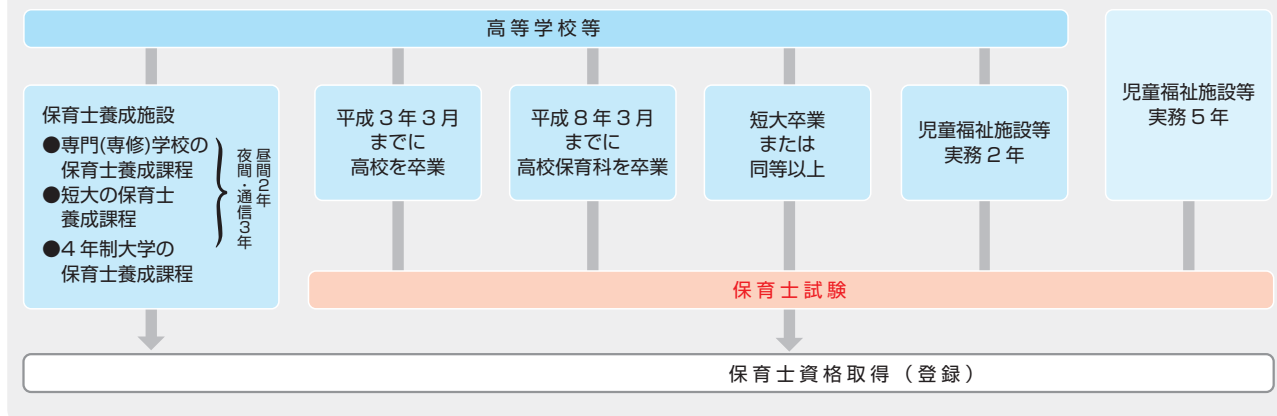 高等学校等
保育士養成施設
●専門(専修)学校の
保育士養成課程
●短大の保育士
養成課程
●4年制大学の
保育士養成課程
昼間2年
夜間・通信3年
平成3年3月
までに
高校を卒業
平成8年3月
までに
高校保育科を卒業
短大卒業
または
同等以上
児童福祉施設等
実務2年
児童福祉施設等
実務5年
保育士試験
保育士資格取得（登録）